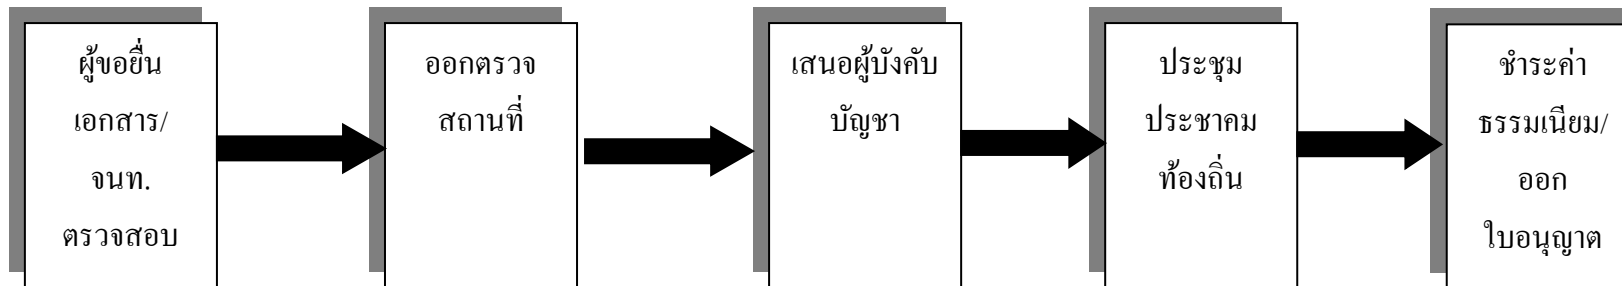 ผู้ขอยื่น
เอกสาร/
จนท.
ตรวจสอบ
ออกตรวจ
สถานที่
เสนอผู้บังคับ
บัญชา
ประชุม
ประชาคม
ท้องถิ่น
ชำระค่า
ธรรมเนียม/
ออก
ใบอนุญาต